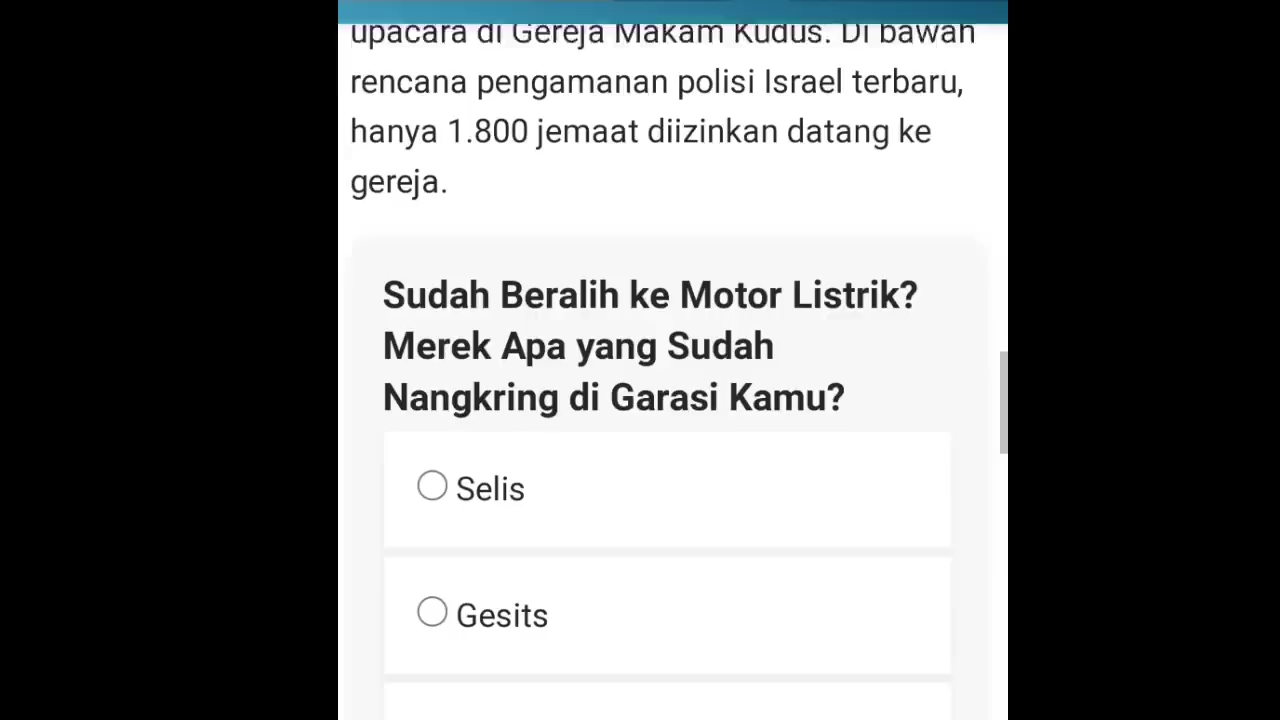 upacara di Gereja Makam Kudus. Di bawah
rencana pengamanan polisi Israel terbaru,
hanya 1.800 jemaat diizinkan datang ke
gereja.
Sudah Beralih ke Motor Listrik?
Merek Apa yang Sudah
Nangkring di Garasi Kamu?
Selis
Gesits